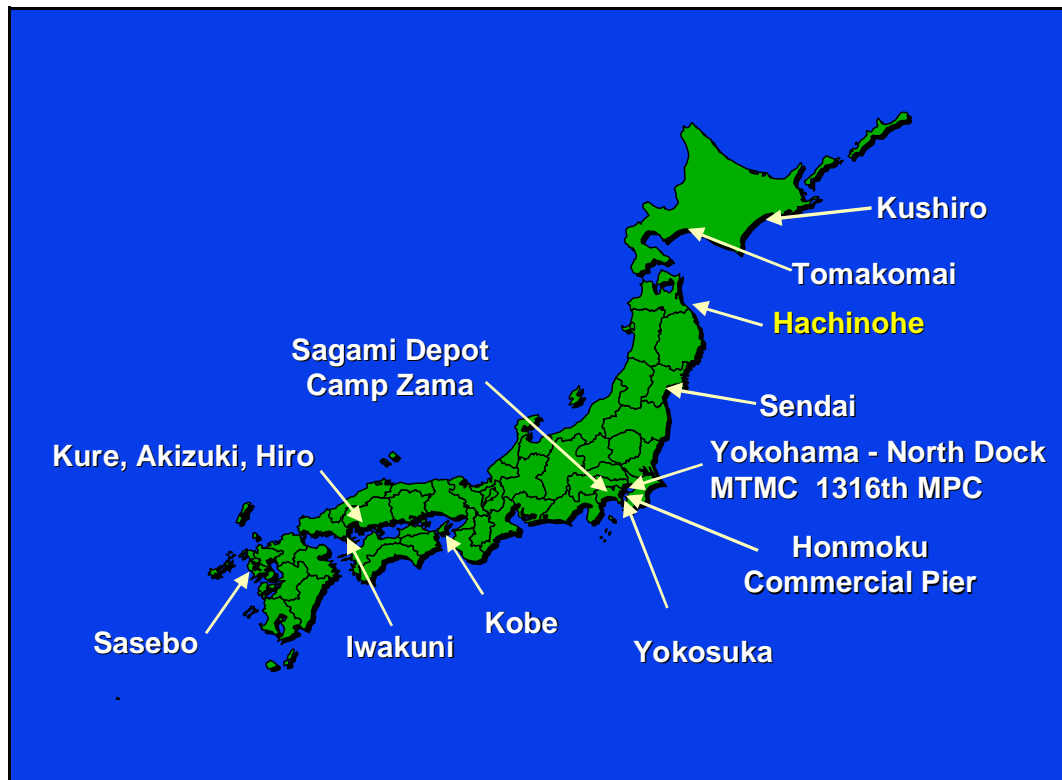 Kushiro
Tomakomai
Hachinohe
Sagami Depot
Camp Zama
Sendai
Kure, Akizuki, Hiro
Yokohama - North Dock
MTMC  1316th MPC
Honmoku
Commercial Pier
Kobe
Sasebo
Iwakuni
Yokosuka